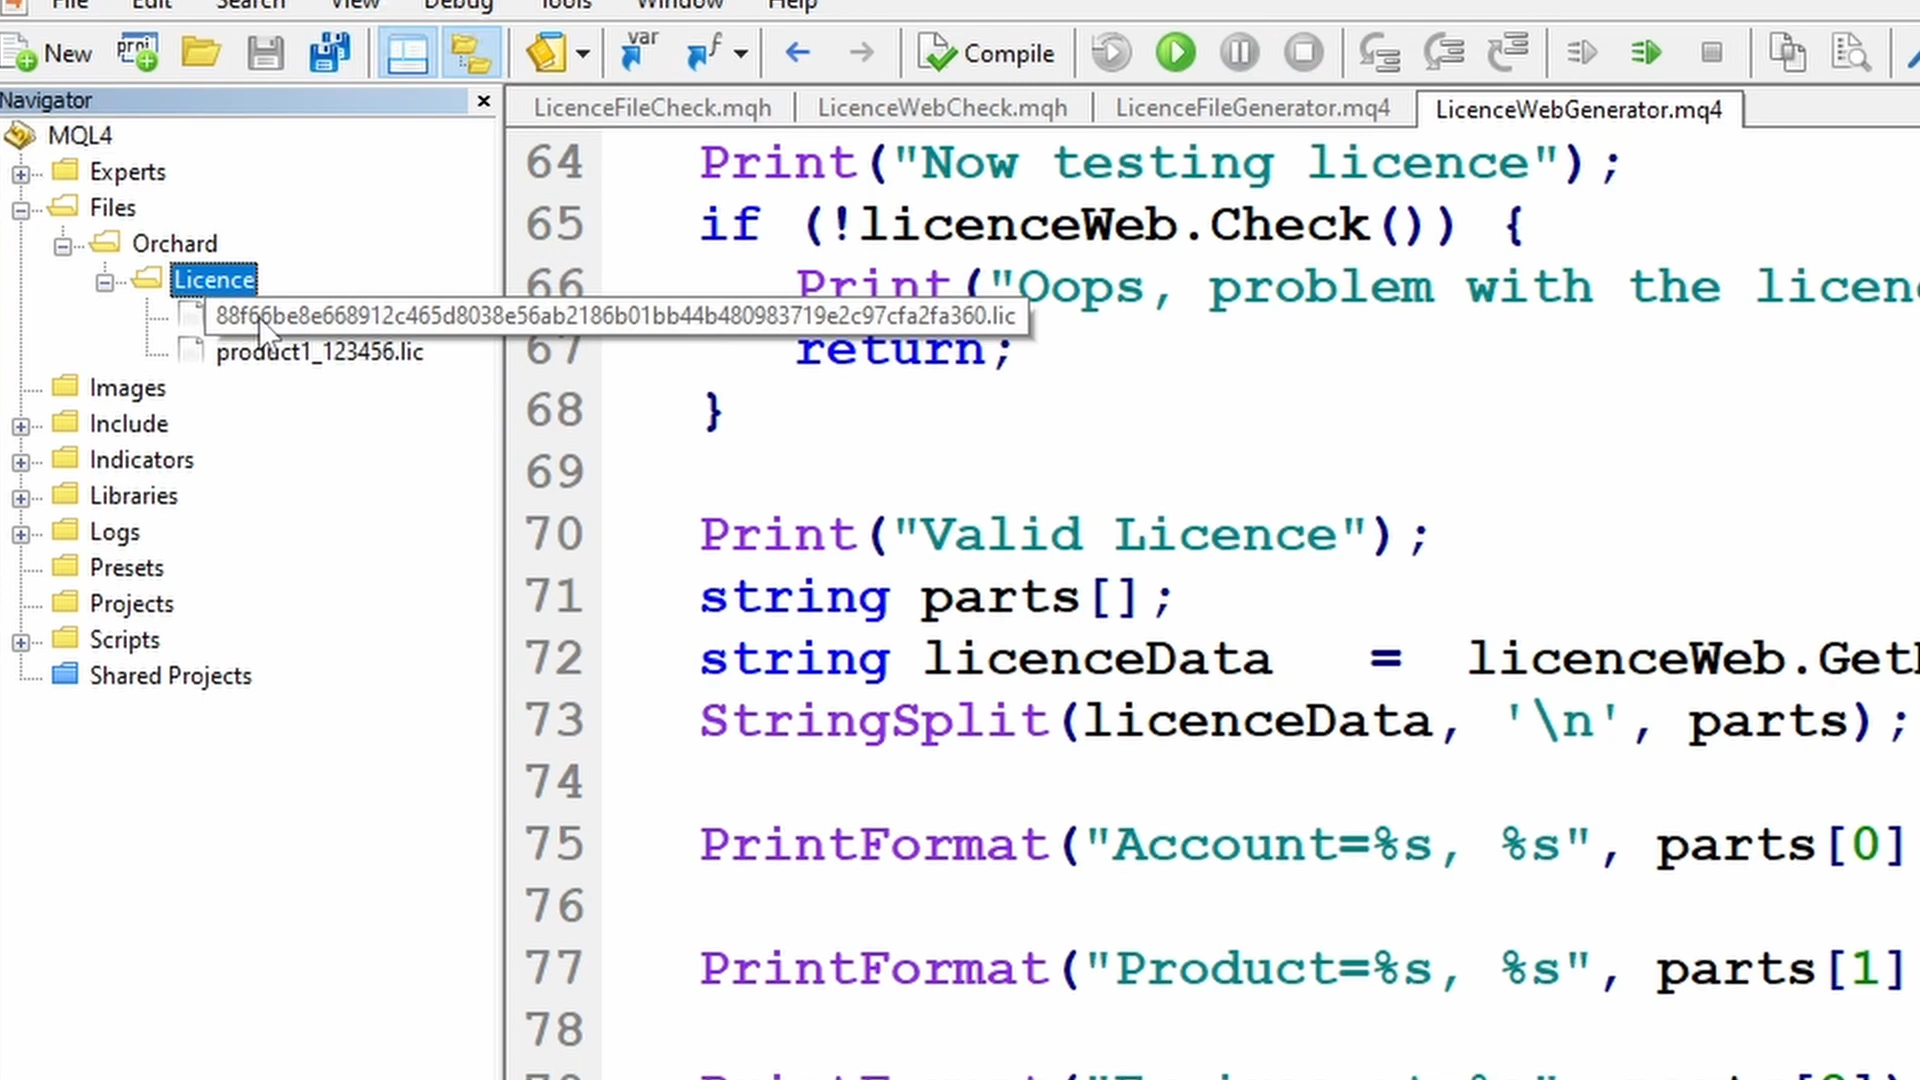 File Edit Search View Debug Tools Window Help
New proj var f Compile
Navigator
LicenceFileCheck.mqh LicenceWebCheck.mqh LicenceFileGenerator.mq4 LicenceWebGenerator.mq4
MQL4
Experts
Files
Orchard
Licence
88f66be8e668912c465d8038e56ab2186b01bb44b480983719e2c97cfa2fa360.lic
product1_123456.lic
Images
Include
Indicators
Libraries
Logs
Presets
Projects
Scripts
Shared Projects
64 Print("Now testing licence");
65 if (!licenceWeb.Check()) {
66 Print("Oops, problem with the licen
67 return;
68 }
69
70 Print("Valid Licence");
71 string parts[];
72 string licenceData = licenceWeb.Get
73 StringSplit(licenceData, '\n', parts);
74
75 PrintFormat("Account=%s, %s", parts[0]
76
77 PrintFormat("Product=%s, %s", parts[1]
78